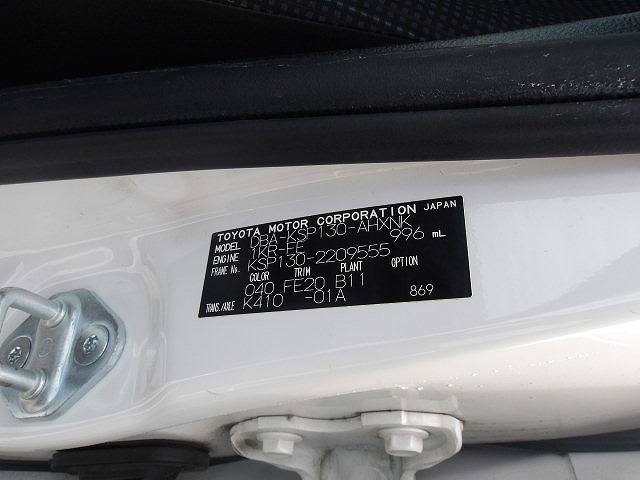 TOYOTA MOTOR CORPORATION JAPAN
MODEL DBA-KSP130-AHXNK
ENGINE 1KR-FE 996 mL
FRAME No. KSP130-2209555
COLOR TRIM PLANT OPTION
040 FE20 B11
TRANS./AXLE K410 -01A 869